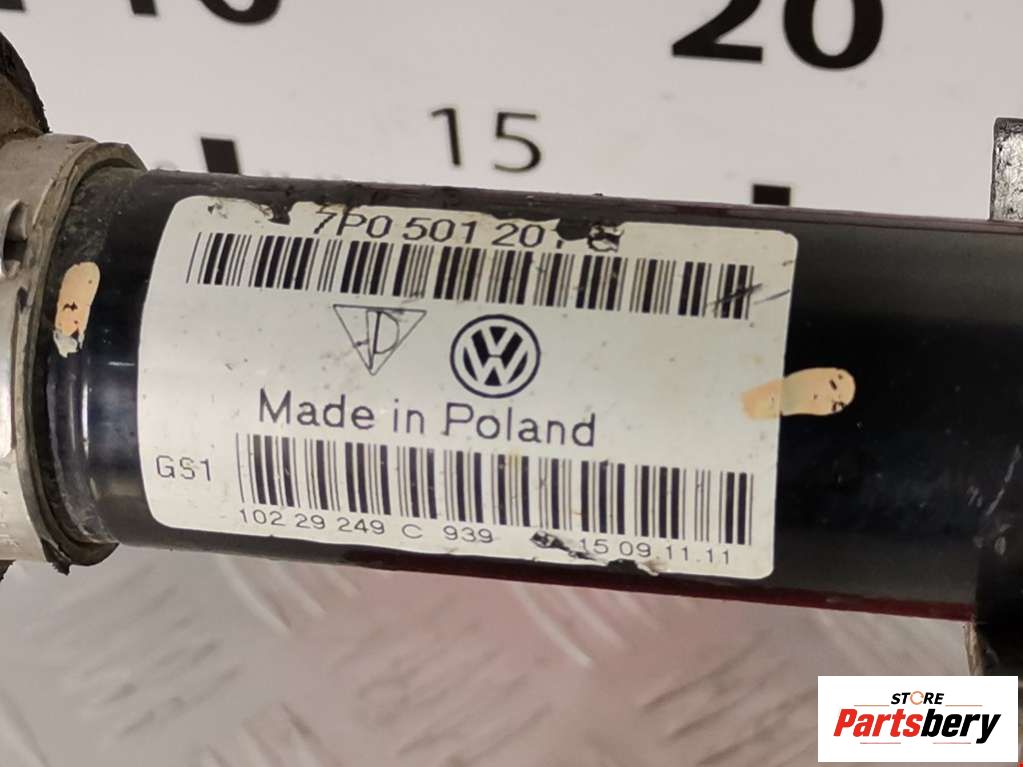 20
15
7P0 501 201
Made in Poland
GS1
102 29 249 C 939 15 09.11.11
STORE
Partsbery